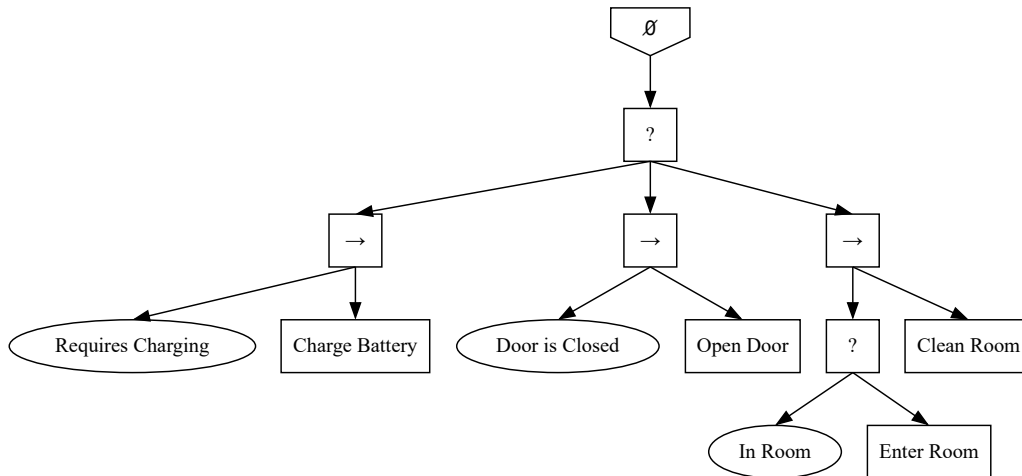 Ø
?
→ → →
Requires Charging Charge Battery Door is Closed Open Door ? Clean Room
In Room Enter Room